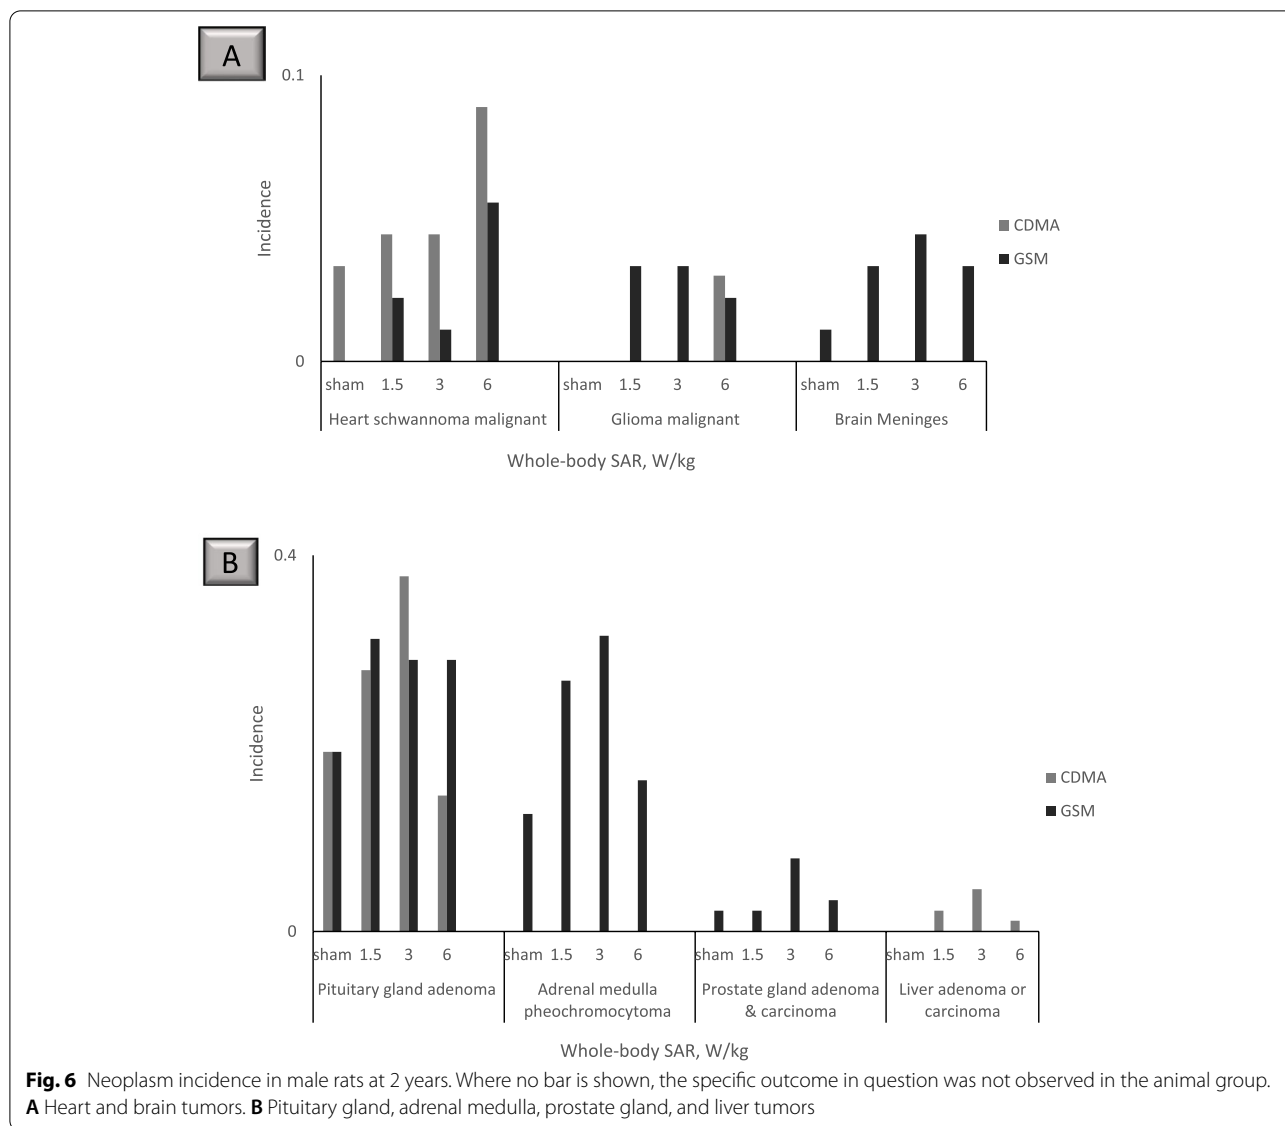 A
0.1
Incidence
0
CDMA
GSM
sham 1.5 3 6 sham 1.5 3 6 sham 1.5 3 6
Heart schwannoma malignant Glioma malignant Brain Meninges
Whole-body SAR, W/kg
B
0.4
Incidence
0
CDMA
GSM
sham 1.5 3 6 sham 1.5 3 6 sham 1.5 3 6 sham 1.5 3 6
Pituitary gland adenoma Adrenal medulla Prostate gland adenoma Liver adenoma or
pheochromocytoma & carcinoma carcinoma
Whole-body SAR, W/kg
Fig. 6 Neoplasm incidence in male rats at 2 years. Where no bar is shown, the specific outcome in question was not observed in the animal group.
A Heart and brain tumors. B Pituitary gland, adrenal medulla, prostate gland, and liver tumors